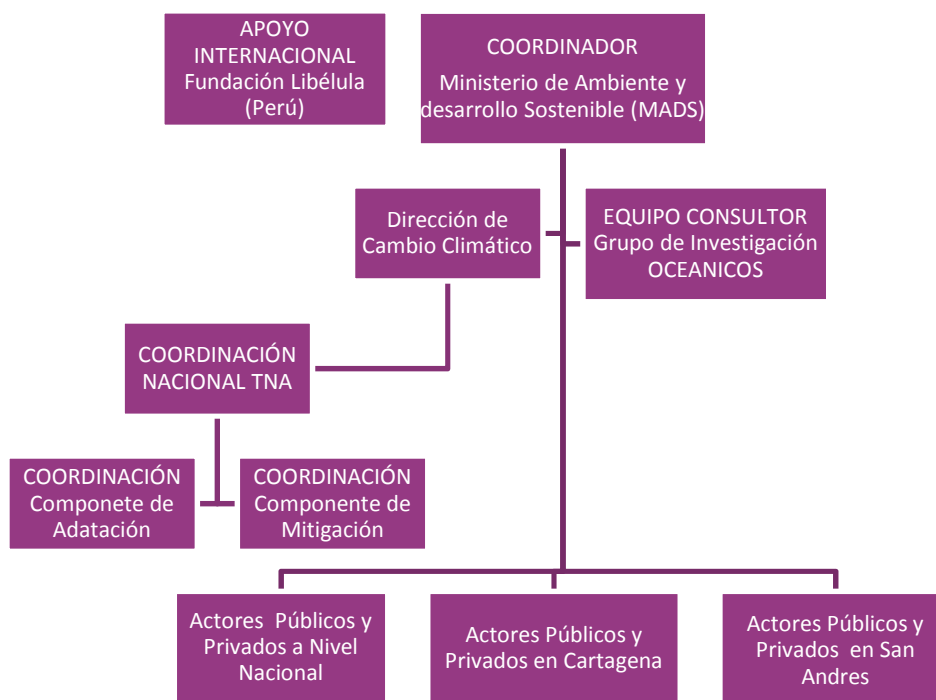 APOYO
INTERNACIONAL
Fundación Libélula
(Perú)
COORDINADOR
Ministerio de Ambiente y
desarrollo Sostenible (MADS)
Dirección de
Cambio Climático
EQUIPO CONSULTOR
Grupo de Investigación
OCEANICOS
COORDINACIÓN
NACIONAL TNA
COORDINACIÓN
Componete de
Adatación
COORDINACIÓN
Componente de
Mitigación
Actores Públicos y
Privados a Nivel
Nacional
Actores Públicos y
Privados en Cartagena
Actores Públicos y
Privados en San
Andres